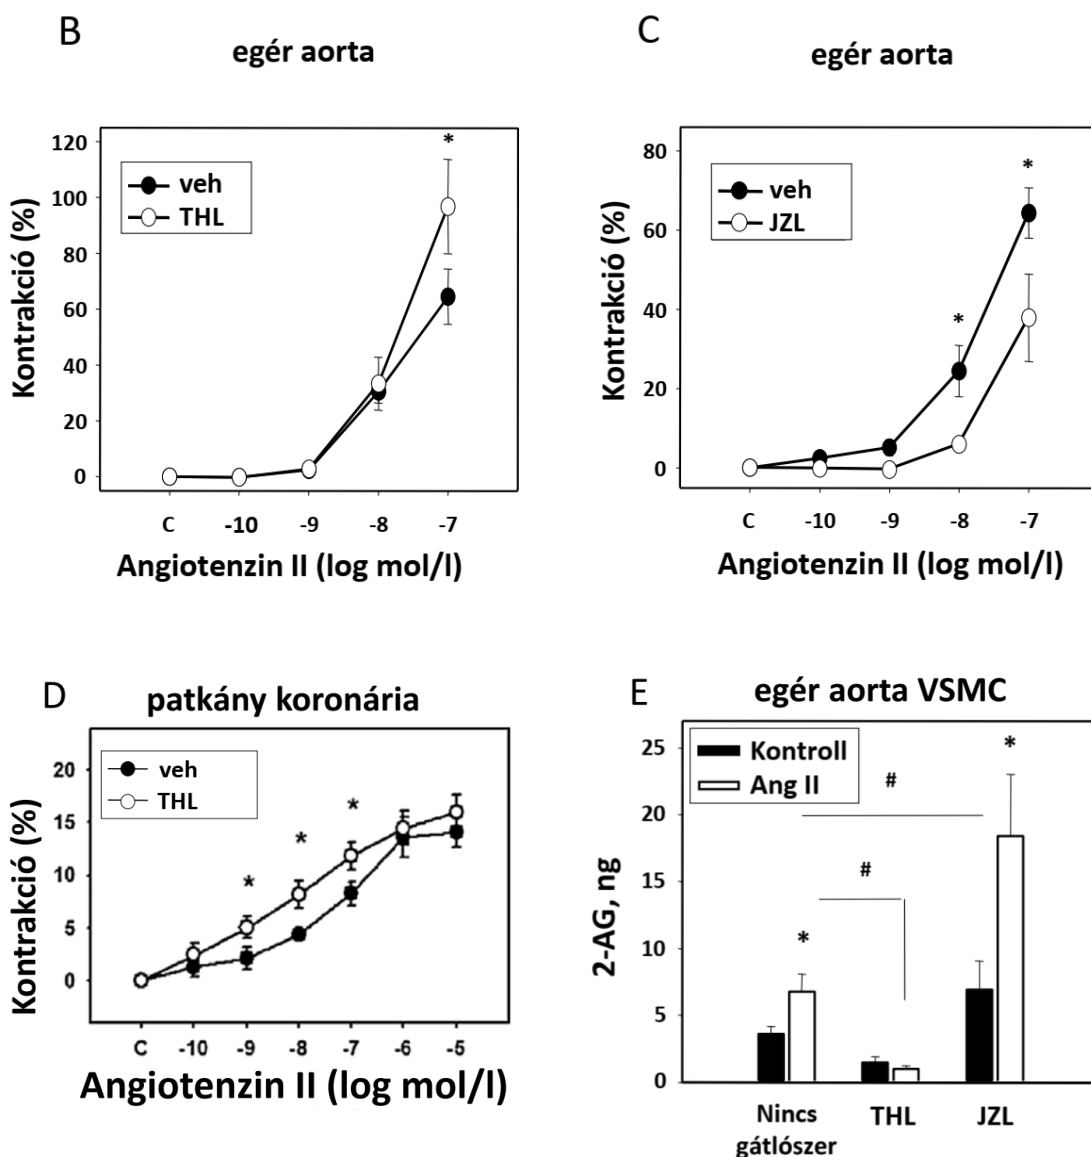 B
egér aorta
Kontrakció (%)
120
100
80
60
40
20
0
veh
THL
*
C
-10
-9
-8
-7
Angiotenzin II (log mol/l)
C
egér aorta
Kontrakció (%)
80
60
40
20
0
veh
JZL
*
*
C
-10
-9
-8
-7
Angiotenzin II (log mol/l)
D
patkány koronária
Kontrakció (%)
20
15
10
5
0
veh
THL
*
*
*
C
-10
-9
-8
-7
-6
-5
Angiotenzin II (log mol/l)
E
egér aorta VSMC
2-AG, ng
25
20
15
10
5
0
Kontroll
Ang II
*
#
#
*
Nincs
gátlószer
THL
JZL